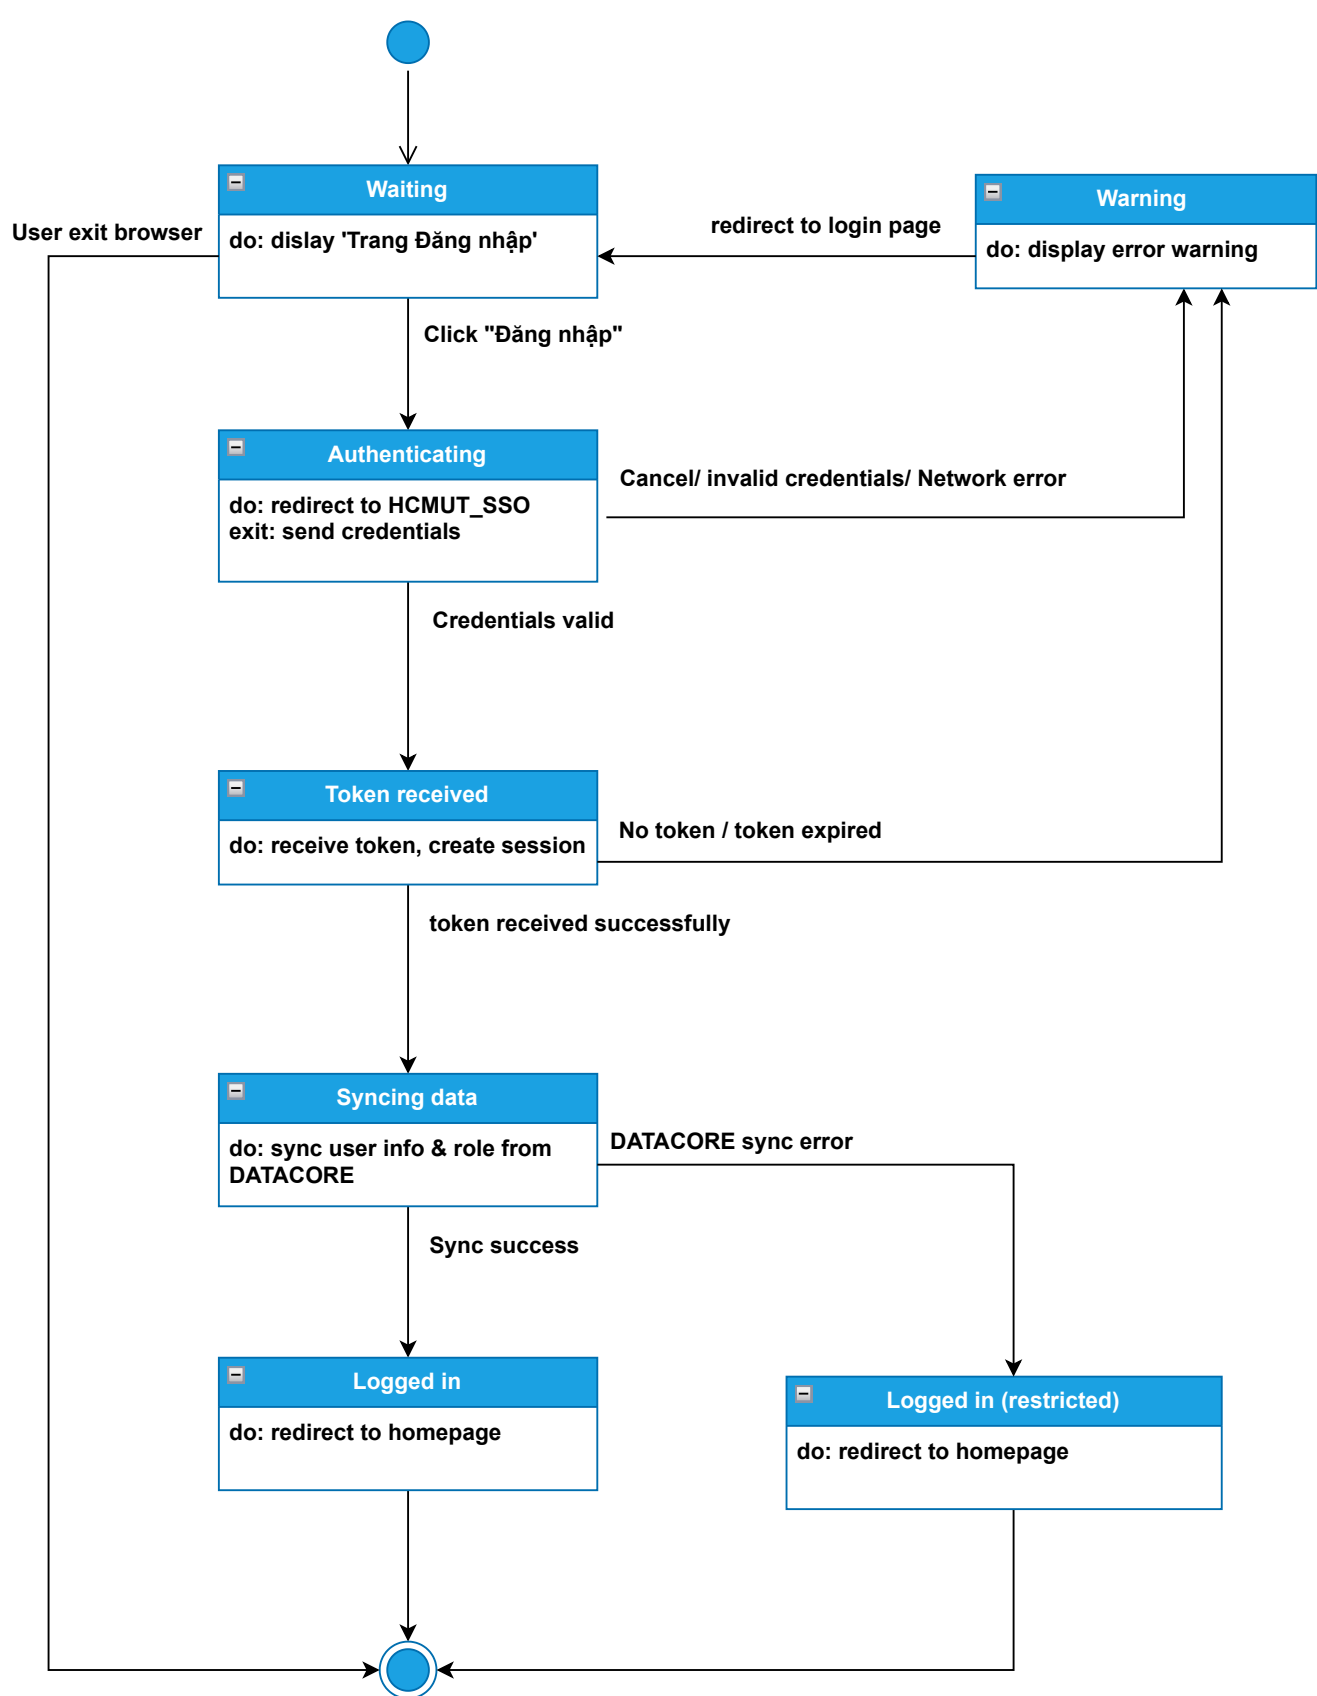 Waiting
do: dislay 'Trang Đăng nhập'
User exit browser
redirect to login page
Warning
do: display error warning
Click "Đăng nhập"
Authenticating
do: redirect to HCMUT_SSO
exit: send credentials
Cancel/ invalid credentials/ Network error
Credentials valid
Token received
do: receive token, create session
No token / token expired
token received successfully
Syncing data
do: sync user info & role from
DATACORE
DATACORE sync error
Sync success
Logged in
do: redirect to homepage
Logged in (restricted)
do: redirect to homepage